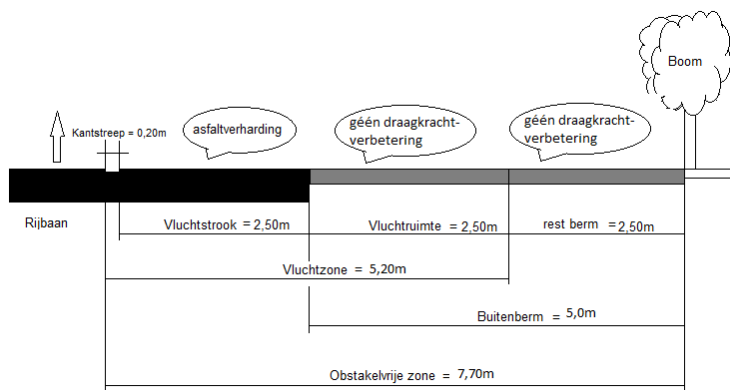 Boom
Kantstreep = 0,20m
asfaltverharding
géén draagkracht-
verbetering
géén draagkracht-
verbetering
Rijbaan
Vluchtstrook = 2,50m
Vluchtruimte = 2,50m
rest berm = 2,50m
Vluchtzone = 5,20m
Buitenberm = 5,0m
Obstakelvrije zone = 7,70m